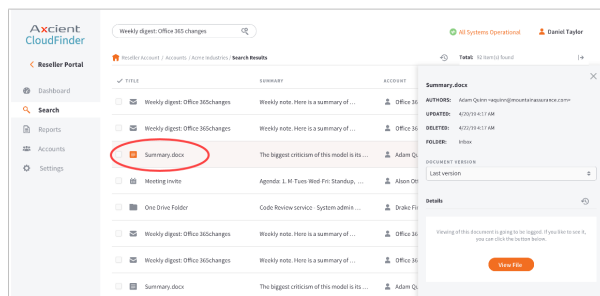 Axcient
CloudFinder
Weekly digest: Office 365 changes
All Systems Operational
Daniel Taylor
Reseller Portal
Reseller Account / Accounts / Acme Industries / Search Results
Total: 92 item(s) found
TITLE
SUMMARY
ACCOUNT
Dashboard
Search
Reports
Accounts
Settings
Weekly digest: Office 365changes
Weekly note. Here is a summary of ...
Office 36
Weekly digest: Office 365changes
Weekly note. Here is a summary of ...
Office 36
Summary.docx
The biggest criticism of this model is its ...
Adam Qu
Meeting invite
Agenda: 1. M-Tues Wed-Fri: Standup, ...
Alson Ott
One Drive Folder
Code Review service - System admin ...
Drake Fin
Weekly digest: Office 365changes
Weekly note. Here is a summary of ...
Office 36
Weekly digest: Office 365changes
Weekly note. Here is a summary of ...
Office 36
Summary.docx
The biggest criticism of this model is its ...
Adam Qu
Summary.docx
AUTHORS: Adam Quinn <aquinn@mountainassurance.com>
UPDATED: 4/20/19 4:17 AM
DELETED: 4/22/19 4:17 AM
FOLDER: Inbox
DOCUMENT VERSION
Last version
Details
Viewing of this document is going to be logged. If you like to see it,
you can click the button below.
View File